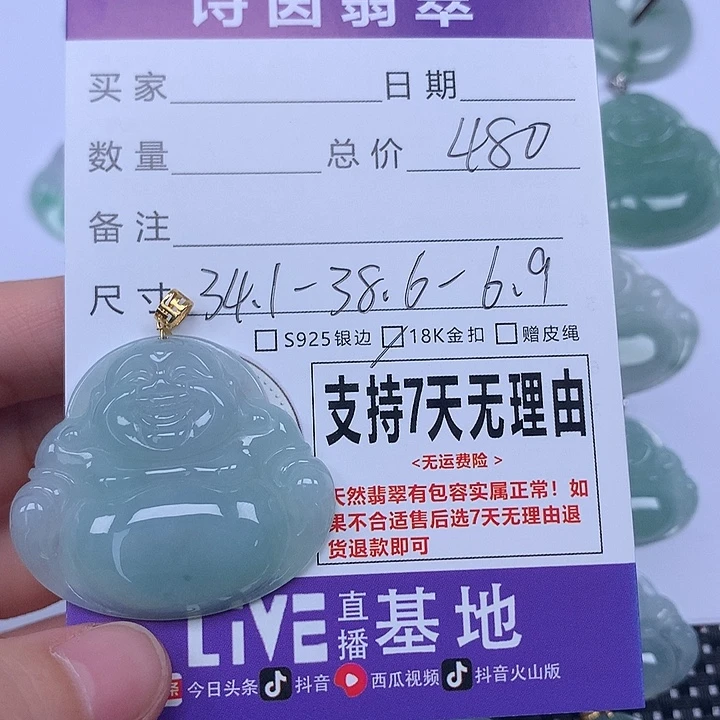 诗茵翡翠
买家 日期
数量 总价 480
备注
尺寸 34.1-38.6-6.9
S925银边 18K金扣 赠皮绳
支持7天无理由
<无运费险>
天然翡翠有包容实属正常！如
果不合适售后选7天无理由退
货退款即可
LIVE 直播 基地
今日头条 抖音 西瓜视频 抖音火山版